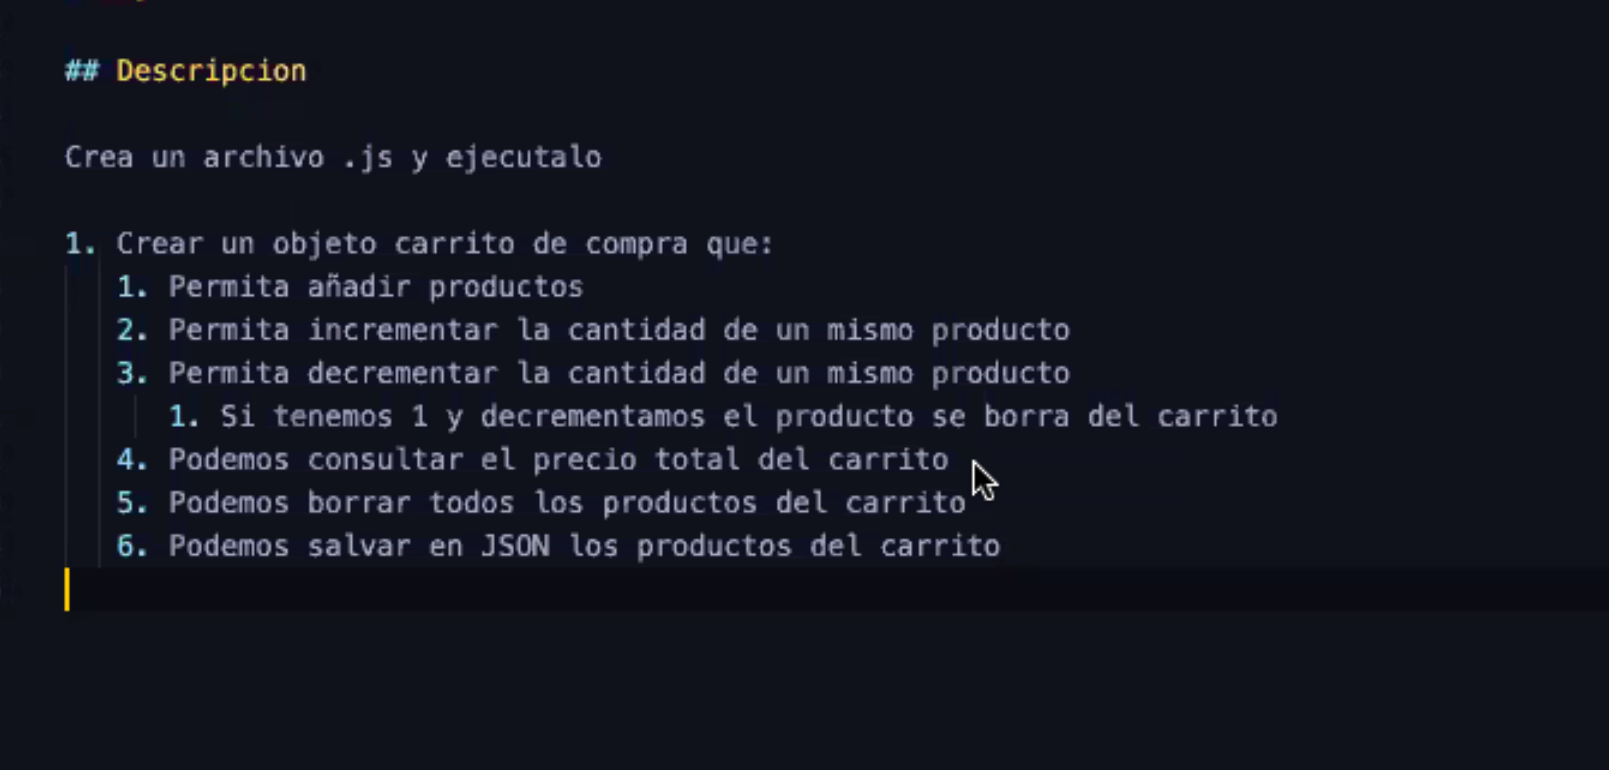 ## Descripcion
Crea un archivo .js y ejecutalo
1. Crear un objeto carrito de compra que:
1. Permita añadir productos
2. Permita incrementar la cantidad de un mismo producto
3. Permita decrementar la cantidad de un mismo producto
1. Si tenemos 1 y decrementamos el producto se borra del carrito
4. Podemos consultar el precio total del carrito
5. Podemos borrar todos los productos del carrito
6. Podemos salvar en JSON los productos del carrito